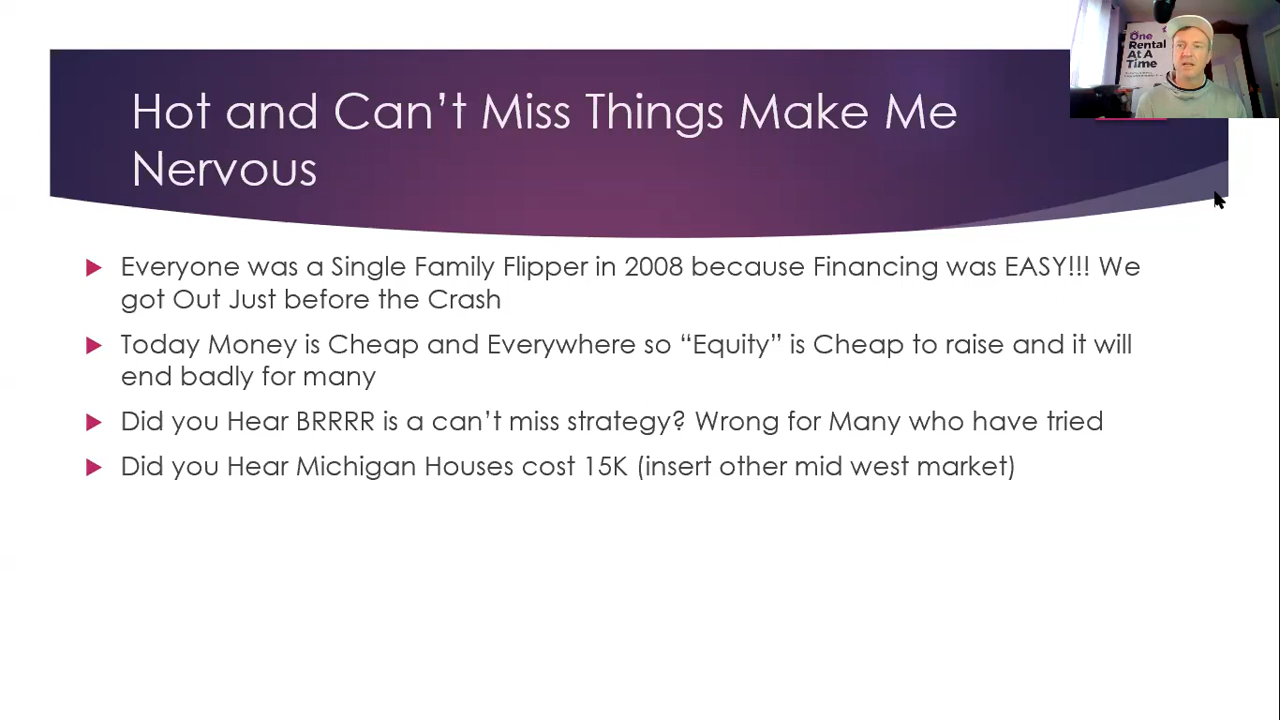 Hot and Can't Miss Things Make Me
Nervous
One
Rental
At A
Time
Everyone was a Single Family Flipper in 2008 because Financing was EASY!!! We
got Out Just before the Crash
Today Money is Cheap and Everywhere so “Equity” is Cheap to raise and it will
end badly for many
Did you Hear BRRRR is a can't miss strategy? Wrong for Many who have tried
Did you Hear Michigan Houses cost 15K (insert other mid west market)